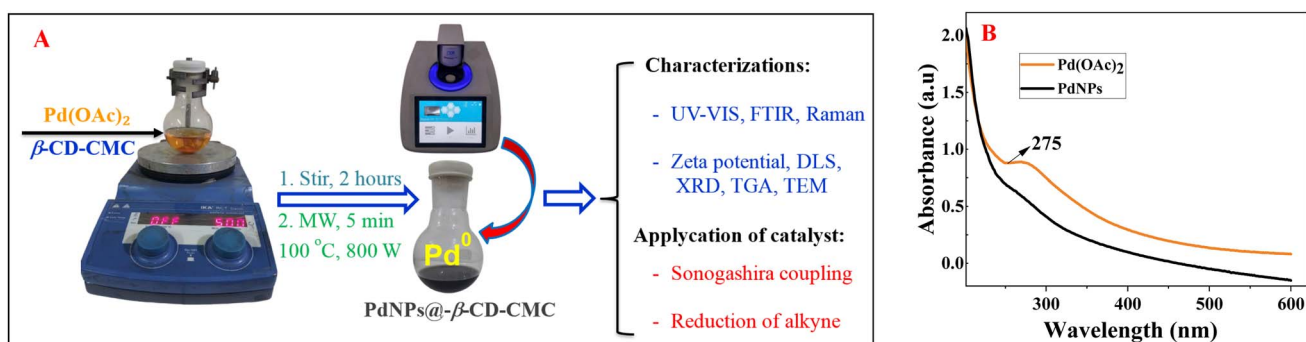 A
Pd(OAc)2
β-CD-CMC
OFF 500
1. Stir, 2 hours
2. MW, 5 min
100 °C, 800 W
Pd⁰
PdNPs@-β-CD-CMC
Characterizations:
- UV-VIS, FTIR, Raman
- Zeta potential, DLS,
XRD, TGA, TEM
Applycation of catalyst:
- Sonogashira coupling
- Reduction of alkyne
B
Pd(OAc)2
PdNPs
275
Absorbance (a.u)
2.0
1.5
1.0
0.5
0.0
300 400 500 600
Wavelength (nm)